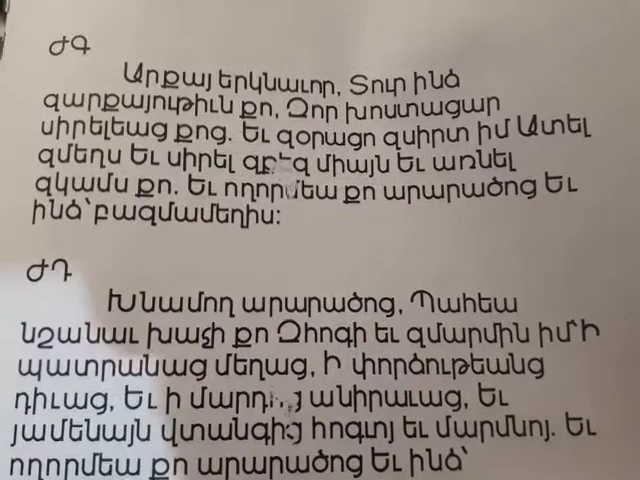 ԺԳ
Արքայ երկնաւոր, Տուր ինձ
զարքայութիւն քո, Զոր խոստացար
սիրելեաց քոց. Եւ զօրացո զսիրտ իմ Ատել
զմեղս Եւ սիրել զքեզ միայն Եւ առնել
զկամս քո. Եւ ողորմեա քո արարածոց Եւ
ինձ՝բազմամեղիս:
ԺԴ
Խնամող արարածոց, Պահեա
նշանաւ խաչի քո Զհոգի եւ զմարմին իմ՝Ի
պատրանաց մեղաց, Ի փորձութեանց
դիւաց, Եւ ի մարդ անիրաւաց, Եւ
յամենայն վտանգից հոգւոյ եւ մարմնոյ. Եւ
ողորմեա քո արարածոց Եւ ինձ՝